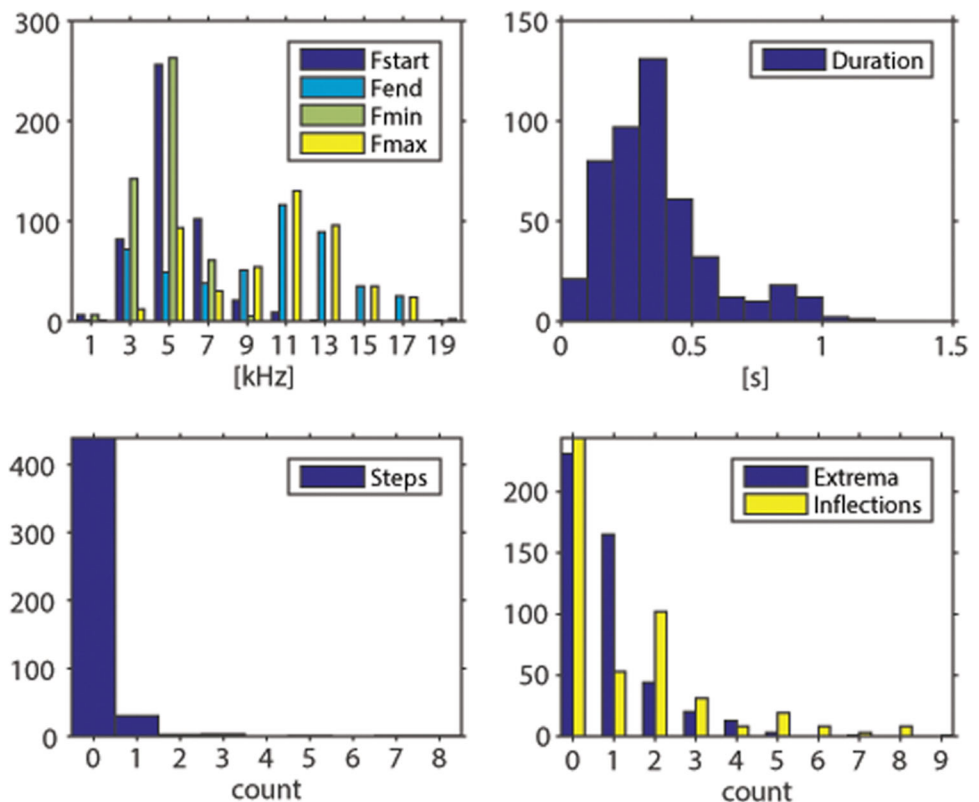 300
200
100
0
Fstart
Fend
Fmin
Fmax
1 3 5 7 9 11 13 15 17 19
[kHz]
150
100
50
0
Duration
0 0.5 1 1.5
[s]
400
300
200
100
0
Steps
0 1 2 3 4 5 6 7 8
count
200
150
100
50
0
Extrema
Inflections
0 1 2 3 4 5 6 7 8 9
count